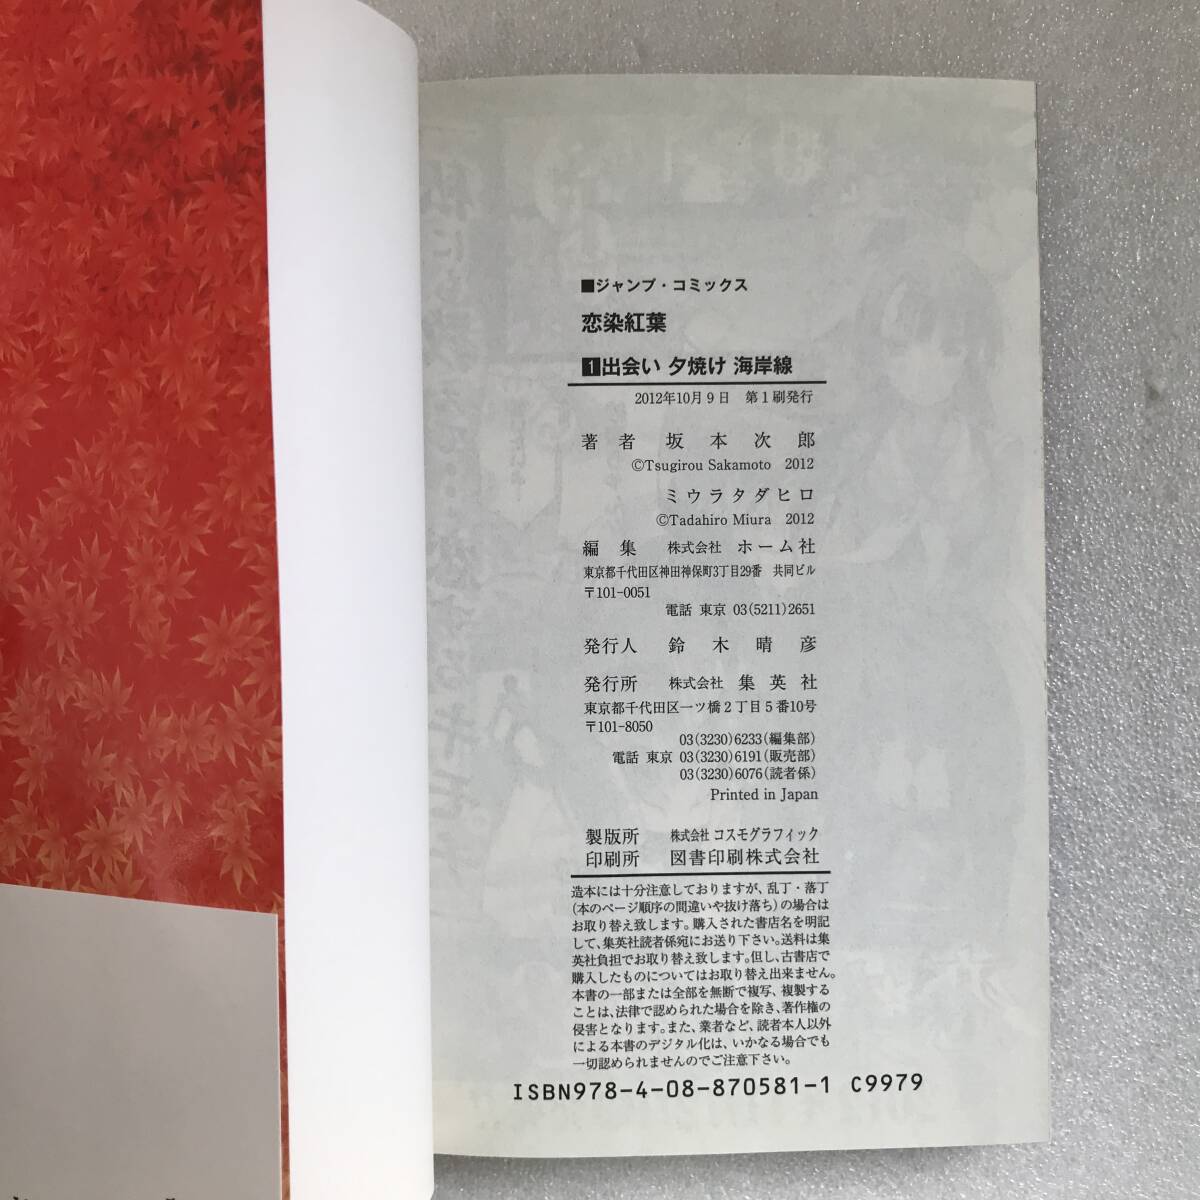 ■ジャンプ・コミックス
恋染紅葉
1出会い 夕焼け 海岸線
2012年10月9日 第1刷発行
著者 坂本次郎
©Tsugirou Sakamoto 2012
ミウラタダヒロ
©Tadahiro Miura 2012
編集 株式会社 ホーム社
東京都千代田区神田神保町3丁目29番 共同ビル
〒101-0051
電話 東京 03(5211)2651
発行人 鈴木晴彦
発行所 株式会社 集英社
東京都千代田区一ツ橋2丁目5番10号
〒101-8050
03(3230)6233(編集部)
電話 東京 03(3230)6191(販売部)
03(3230)6076(読者係)
Printed in Japan
製版所 株式会社 コスモグラフィック
印刷所 図書印刷株式会社
造本には十分注意しておりますが、乱丁・落丁
(本のページ順序の間違いや抜け落ち)の場合は
お取り替え致します。購入された書店名を明記
して、集英社読者係宛にお送り下さい。送料は集
英社負担でお取り替え致します。但し、古書店で
購入したものについてはお取り替え出来ません。
本書の一部または全部を無断で複写、複製する
ことは、法律で認められた場合を除き、著作権の
侵害となります。また、業者など、読者本人以外
による本書のデジタル化は、いかなる場合でも
一切認められませんのでご注意下さい。
ISBN978-4-08-870581-1 C9979